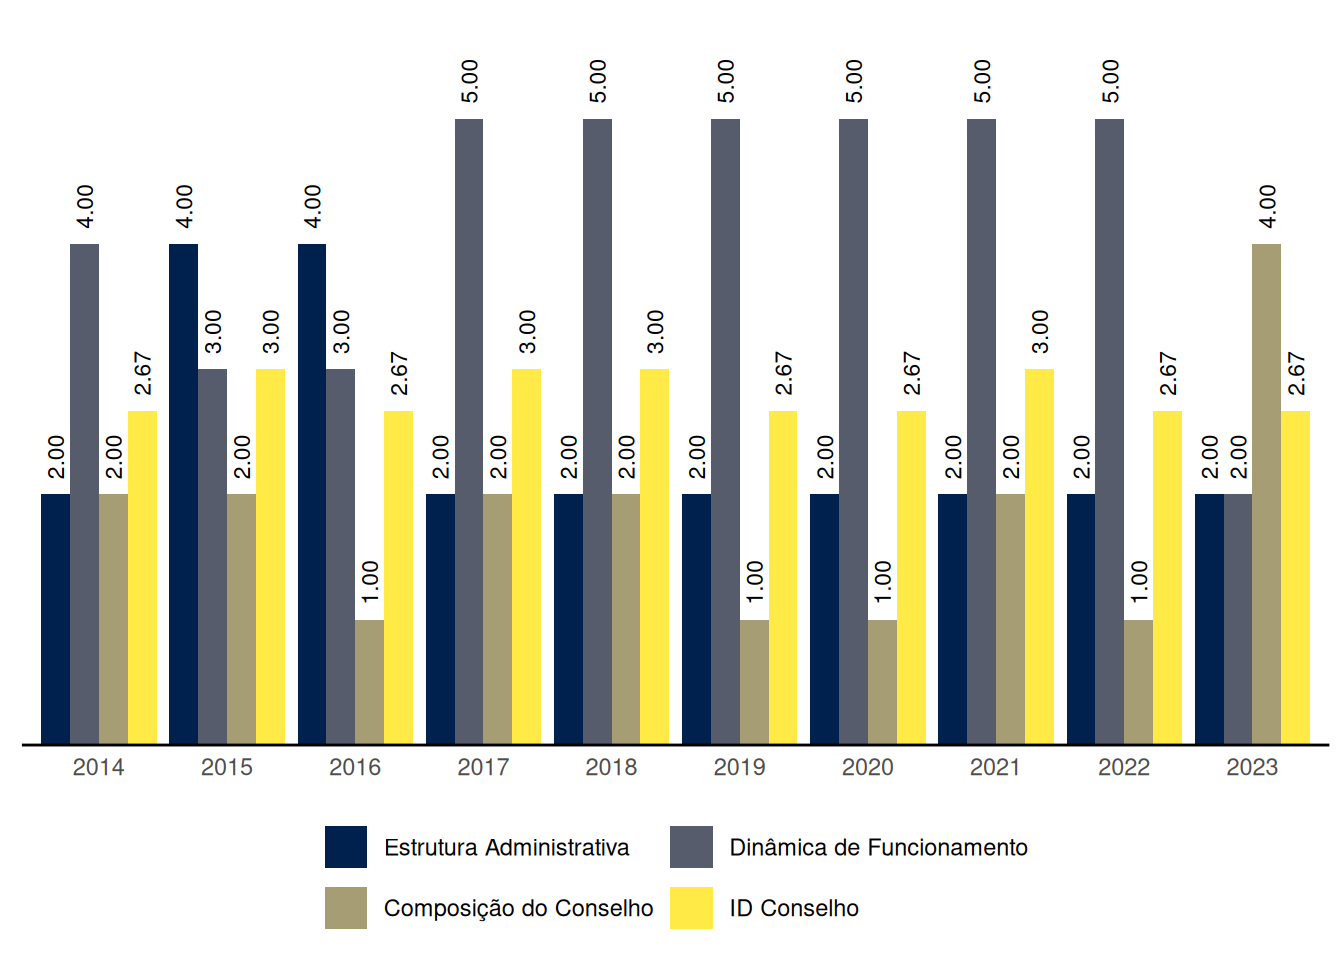 5.00 5.00 5.00 5.00 5.00 5.00
4.00 4.00 4.00 4.00
3.00 3.00 3.00 3.00 3.00 3.00
2.67 2.67 2.67 2.67 2.67 2.67
2.00 2.00 2.00 2.00 2.00 2.00 2.00 2.00 2.00 2.00 2.00 2.00 2.00 2.00
1.00 1.00 1.00 1.00
2014 2015 2016 2017 2018 2019 2020 2021 2022 2023
Estrutura Administrativa Dinâmica de Funcionamento
Composição do Conselho ID Conselho